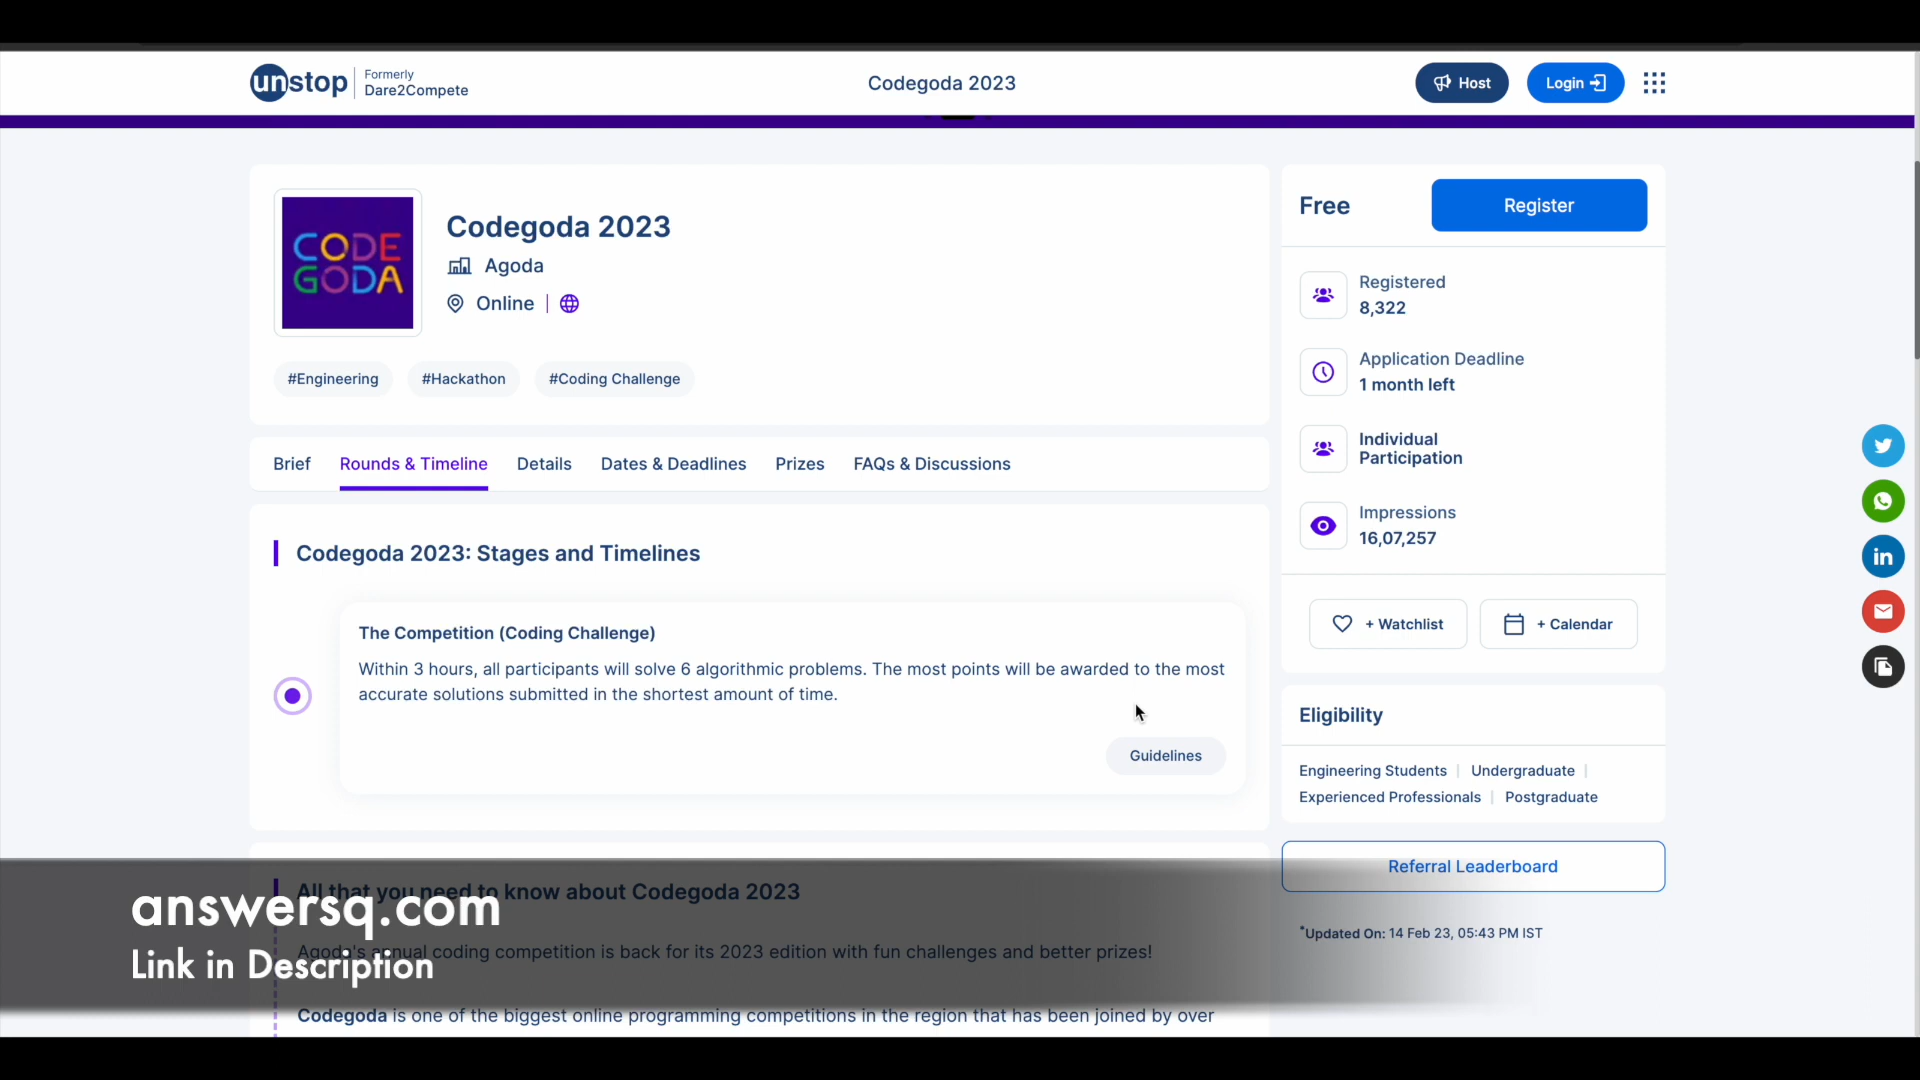 unstop
Formerly
Dare2Compete
Codegoda 2023
Host
Login
CODE
GODA
Codegoda 2023
Agoda
Online
#Engineering
#Hackathon
#Coding Challenge
Free
Register
Registered
8,322
Application Deadline
1 month left
Individual
Participation
Impressions
16,07,257
+ Watchlist
+ Calendar
Brief
Rounds & Timeline
Details
Dates & Deadlines
Prizes
FAQs & Discussions
Codegoda 2023: Stages and Timelines
The Competition (Coding Challenge)
Within 3 hours, all participants will solve 6 algorithmic problems. The most points will be awarded to the most
accurate solutions submitted in the shortest amount of time.
Guidelines
Eligibility
Engineering Students
Undergraduate
Experienced Professionals
Postgraduate
Referral Leaderboard
*Updated On: 14 Feb 23, 05:43 PM IST
All that you need to know about Codegoda 2023
answersq.com
Agoda's annual coding competition is back for its 2023 edition with fun challenges and better prizes!
Link in Description
Codegoda is one of the biggest online programming competitions in the region that has been joined by over
in